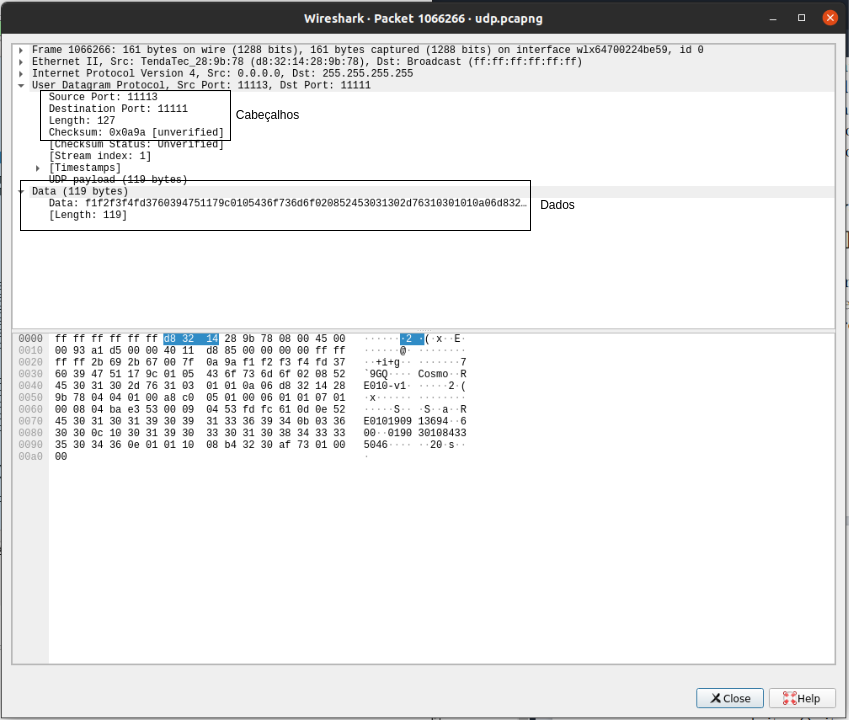 Wireshark · Packet 1066266 · udp.pcapng
Frame 1066266: 161 bytes on wire (1288 bits), 161 bytes captured (1288 bits) on interface wlx64700224be59, id 0
Ethernet II, Src: TendaTec_28:9b:78 (d8:32:14:28:9b:78), Dst: Broadcast (ff:ff:ff:ff:ff:ff)
Internet Protocol Version 4, Src: 0.0.0.0, Dst: 255.255.255.255
User Datagram Protocol, Src Port: 11113, Dst Port: 11111
Source Port: 11113
Destination Port: 11111
Length: 127
Checksum: 0x0a9a [unverified]
Cabeçalhos
[Checksum Status: Unverified]
[Stream index: 1]
[Timestamps]
UDP payload (119 bytes)
Data (119 bytes)
Data: f1f2f3f4fd3760394751179c0105436f736d6f020852453031302d76310301010a06d832…
[Length: 119]
Dados
0000 ff ff ff ff ff ff d8 32 14 28 9b 78 08 00 45 00 ·······2·(·x··E·
0010 00 93 a1 d5 00 00 40 11 d8 85 00 00 00 00 ff ff ······@·········
0020 ff ff 2b 69 2b 67 00 7f 0a 9a f1 f2 f3 f4 fd 37 ··+i+g·········7
0030 60 39 47 51 17 9c 01 05 43 6f 73 6d 6f 02 08 52 `9GQ····Cosmo··R
0040 45 30 31 30 2d 76 31 03 01 01 0a 06 d8 32 14 28 E010-v1······2·(
0050 9b 78 04 04 01 00 a8 c0 05 01 00 06 01 01 07 01 ·x··············
0060 00 08 04 ba e3 53 00 09 04 53 fd fc 61 0d 0e 52 ·····S···S··a··R
0070 45 30 31 30 31 39 30 39 31 33 36 39 34 0b 03 36 E010190913694··6
0080 30 30 0c 10 30 31 39 30 33 30 31 30 38 34 33 33 00··019030108433
0090 35 30 34 36 0e 01 01 10 08 b4 32 30 af 73 01 00 5046······20·s··
00a0 00 ·
Close
Help